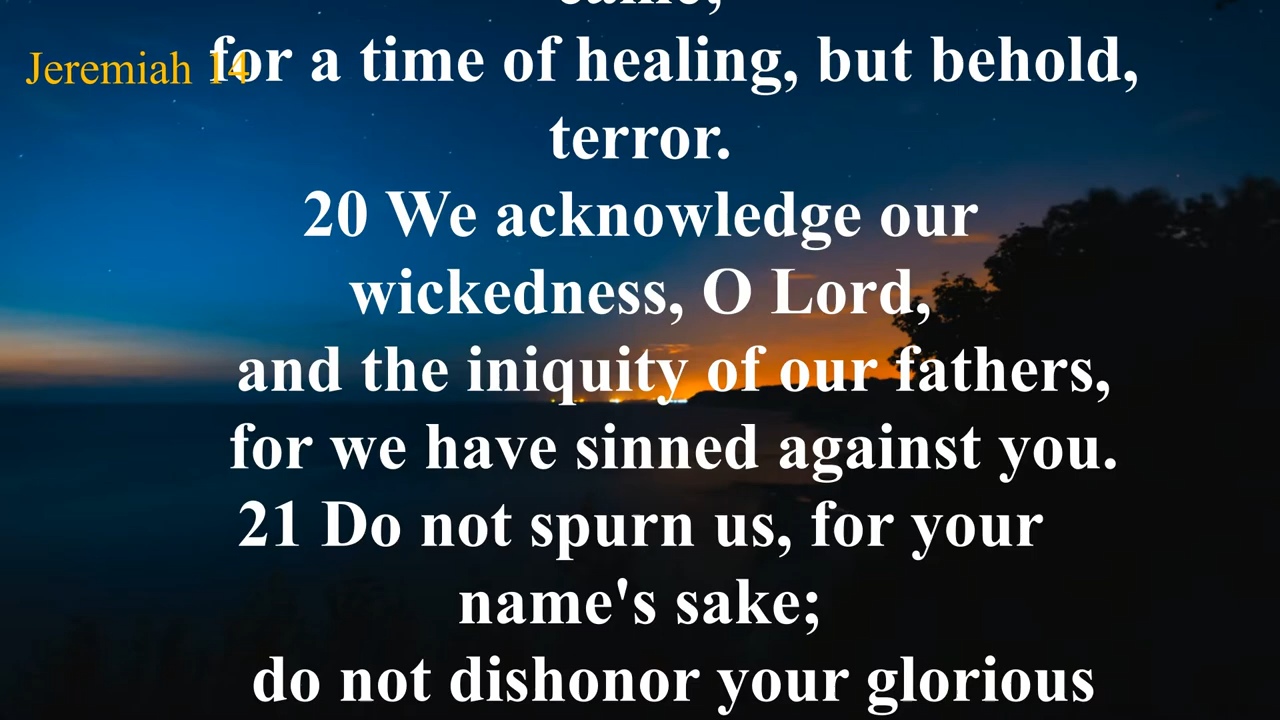 came;
Jeremiah 14
for a time of healing, but behold,
terror.
20 We acknowledge our
wickedness, O Lord,
and the iniquity of our fathers,
for we have sinned against you.
21 Do not spurn us, for your
name's sake;
do not dishonor your glorious